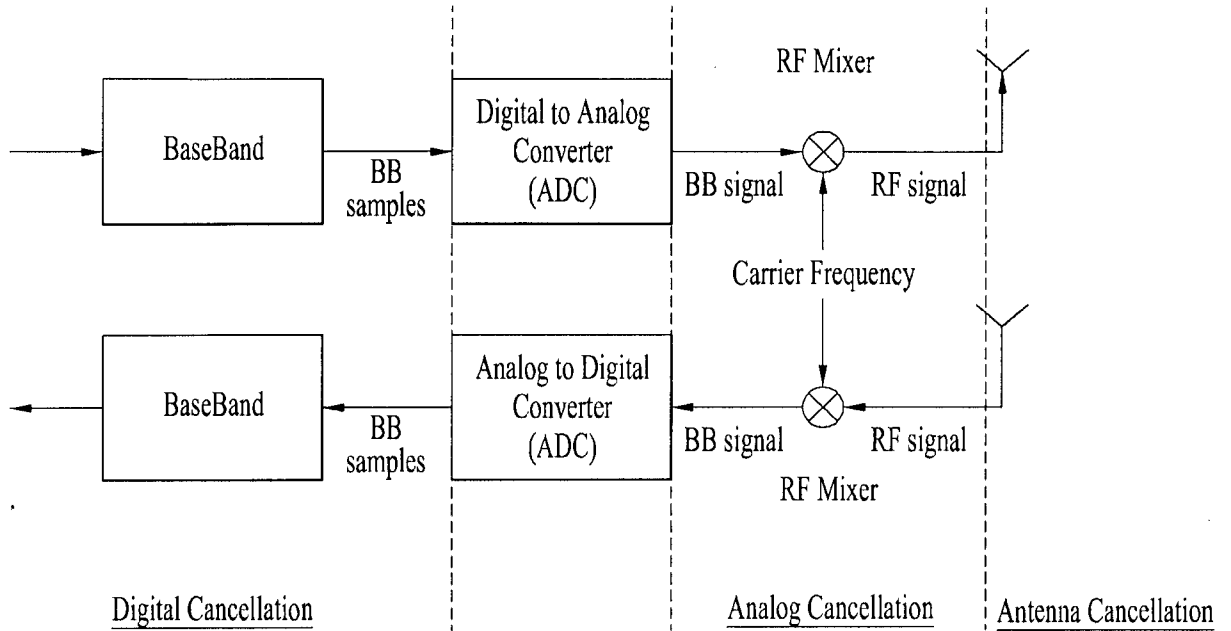 RF Mixer
BaseBand
BB
samples
Digital to Analog
Converter
(ADC)
BB signal
RF signal
Carrier Frequency
BaseBand
BB
samples
Analog to Digital
Converter
(ADC)
BB signal
RF signal
RF Mixer
Digital Cancellation
Analog Cancellation
Antenna Cancellation